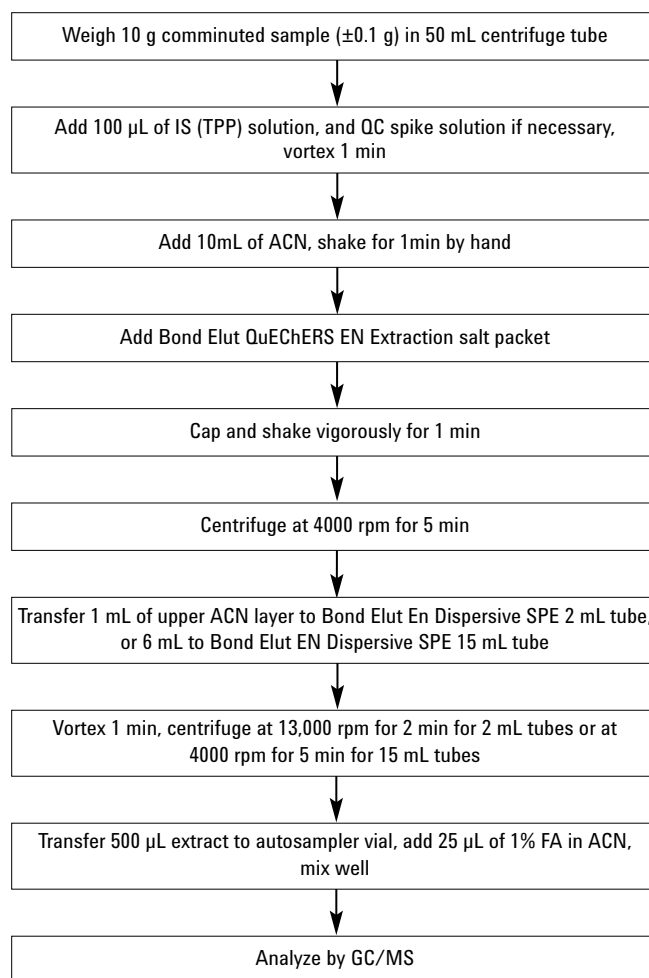 Weigh 10 g comminuted sample (±0.1 g) in 50 mL centrifuge tube
Add 100 µL of IS (TPP) solution, and QC spike solution if necessary,
vortex 1 min
Add 10mL of ACN, shake for 1min by hand
Add Bond Elut QuEChERS EN Extraction salt packet
Cap and shake vigorously for 1 min
Centrifuge at 4000 rpm for 5 min
Transfer 1 mL of upper ACN layer to Bond Elut En Dispersive SPE 2 mL tube,
or 6 mL to Bond Elut EN Dispersive SPE 15 mL tube
Vortex 1 min, centrifuge at 13,000 rpm for 2 min for 2 mL tubes or at
4000 rpm for 5 min for 15 mL tubes
Transfer 500 µL extract to autosampler vial, add 25 µL of 1% FA in ACN,
mix well
Analyze by GC/MS